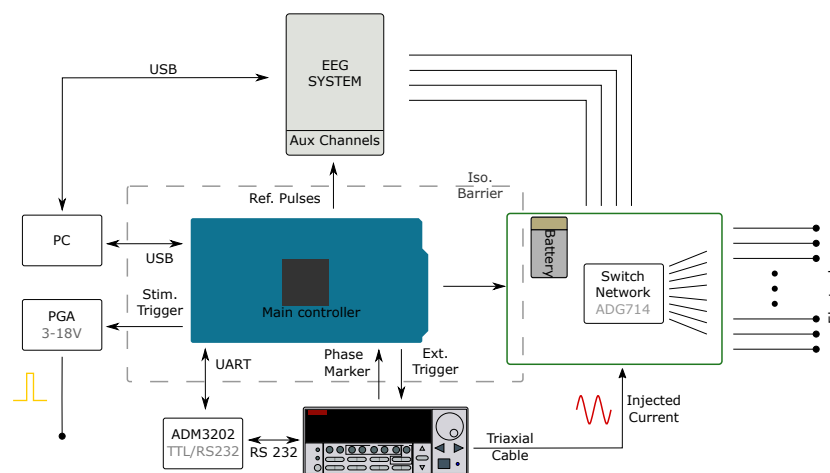 EEG
SYSTEM
Aux Channels
USB
Iso.
Barrier
Ref. Pulses
PC
USB
Battery
Switch
Network
ADG714
Stim.
Trigger
PGA
3-18V
Main controller
UART
Phase
Marker
Ext.
Trigger
Injected
Current
ADM3202
TTL/RS232
RS 232
Triaxial
Cable